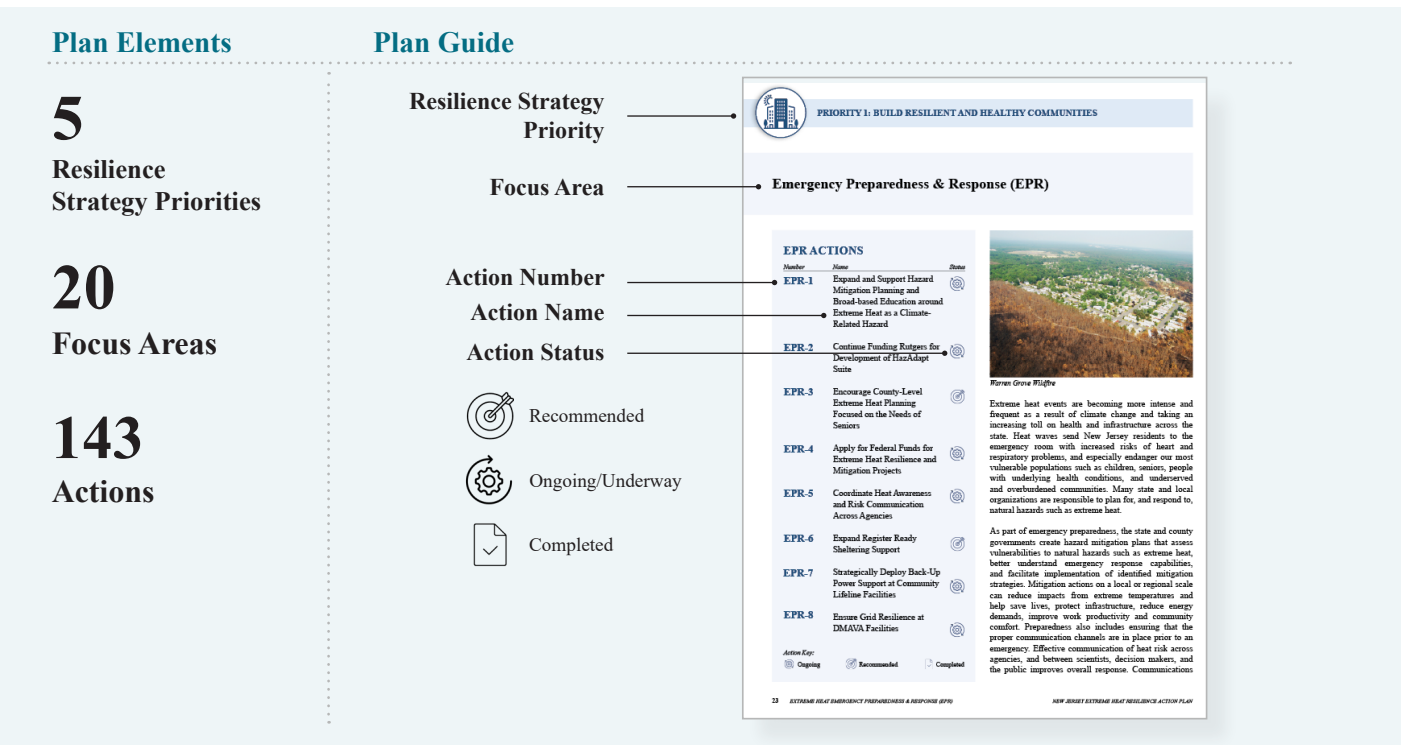 Plan Elements
5
Resilience
Strategy Priorities
20
Focus Areas
143
Actions
Plan Guide
Resilience Strategy
Priority
Focus Area
Action Number
Action Name
Action Status
Recommended
Ongoing/Underway
Completed
PRIORITY 1: BUILD RESILIENT AND HEALTHY COMMUNITIES
Emergency Preparedness & Response (EPR)
EPR ACTIONS
Number Name Status
EPR-1 Expand and Support Hazard
Mitigation Planning and
Broad-based Education around
Extreme Heat as a Climate-
Related Hazard
EPR-2 Continue Funding Rutgers for
Development of HazAdapt
Suite
EPR-3 Encourage County-Level
Extreme Heat Planning
Focused on the Needs of
Seniors
EPR-4 Apply for Federal Funds for
Extreme Heat Resilience and
Mitigation Projects
EPR-5 Coordinate Heat Awareness
and Risk Communication
Across Agencies
EPR-6 Expand Register Ready
Sheltering Support
EPR-7 Strategically Deploy Back-Up
Power Support at Community
Lifeline Facilities
EPR-8 Ensure Grid Resilience at
DMAVA Facilities
Action Key:
Ongoing Recommended Completed
Warren Grove Wildfire
Extreme heat events are becoming more intense and
frequent as a result of climate change and taking an
increasing toll on health and infrastructure across the
state. Heat waves send New Jersey residents to the
emergency room with increased risks of heart and
respiratory problems, and especially endanger our most
vulnerable populations such as children, seniors, people
with underlying health conditions, and underserved
and overburdened communities. Many state and local
organizations are responsible to plan for, and respond to,
natural hazards such as extreme heat.
As part of emergency preparedness, the state and county
governments create hazard mitigation plans that assess
vulnerabilities to natural hazards such as extreme heat,
better understand emergency response capabilities,
and facilitate implementation of identified mitigation
strategies. Mitigation actions on a local or regional scale
can reduce impacts from extreme temperatures and
help save lives, protect infrastructure, reduce energy
demands, improve work productivity and community
comfort. Preparedness also includes ensuring that the
proper communication channels are in place prior to an
emergency. Effective communication of heat risk across
agencies, and between scientists, decision makers, and
the public improves overall response. Communications
23 EXTREME HEAT EMERGENCY PREPAREDNESS & RESPONSE (EPR)
NEW JERSEY EXTREME HEAT RESILIENCE ACTION PLAN